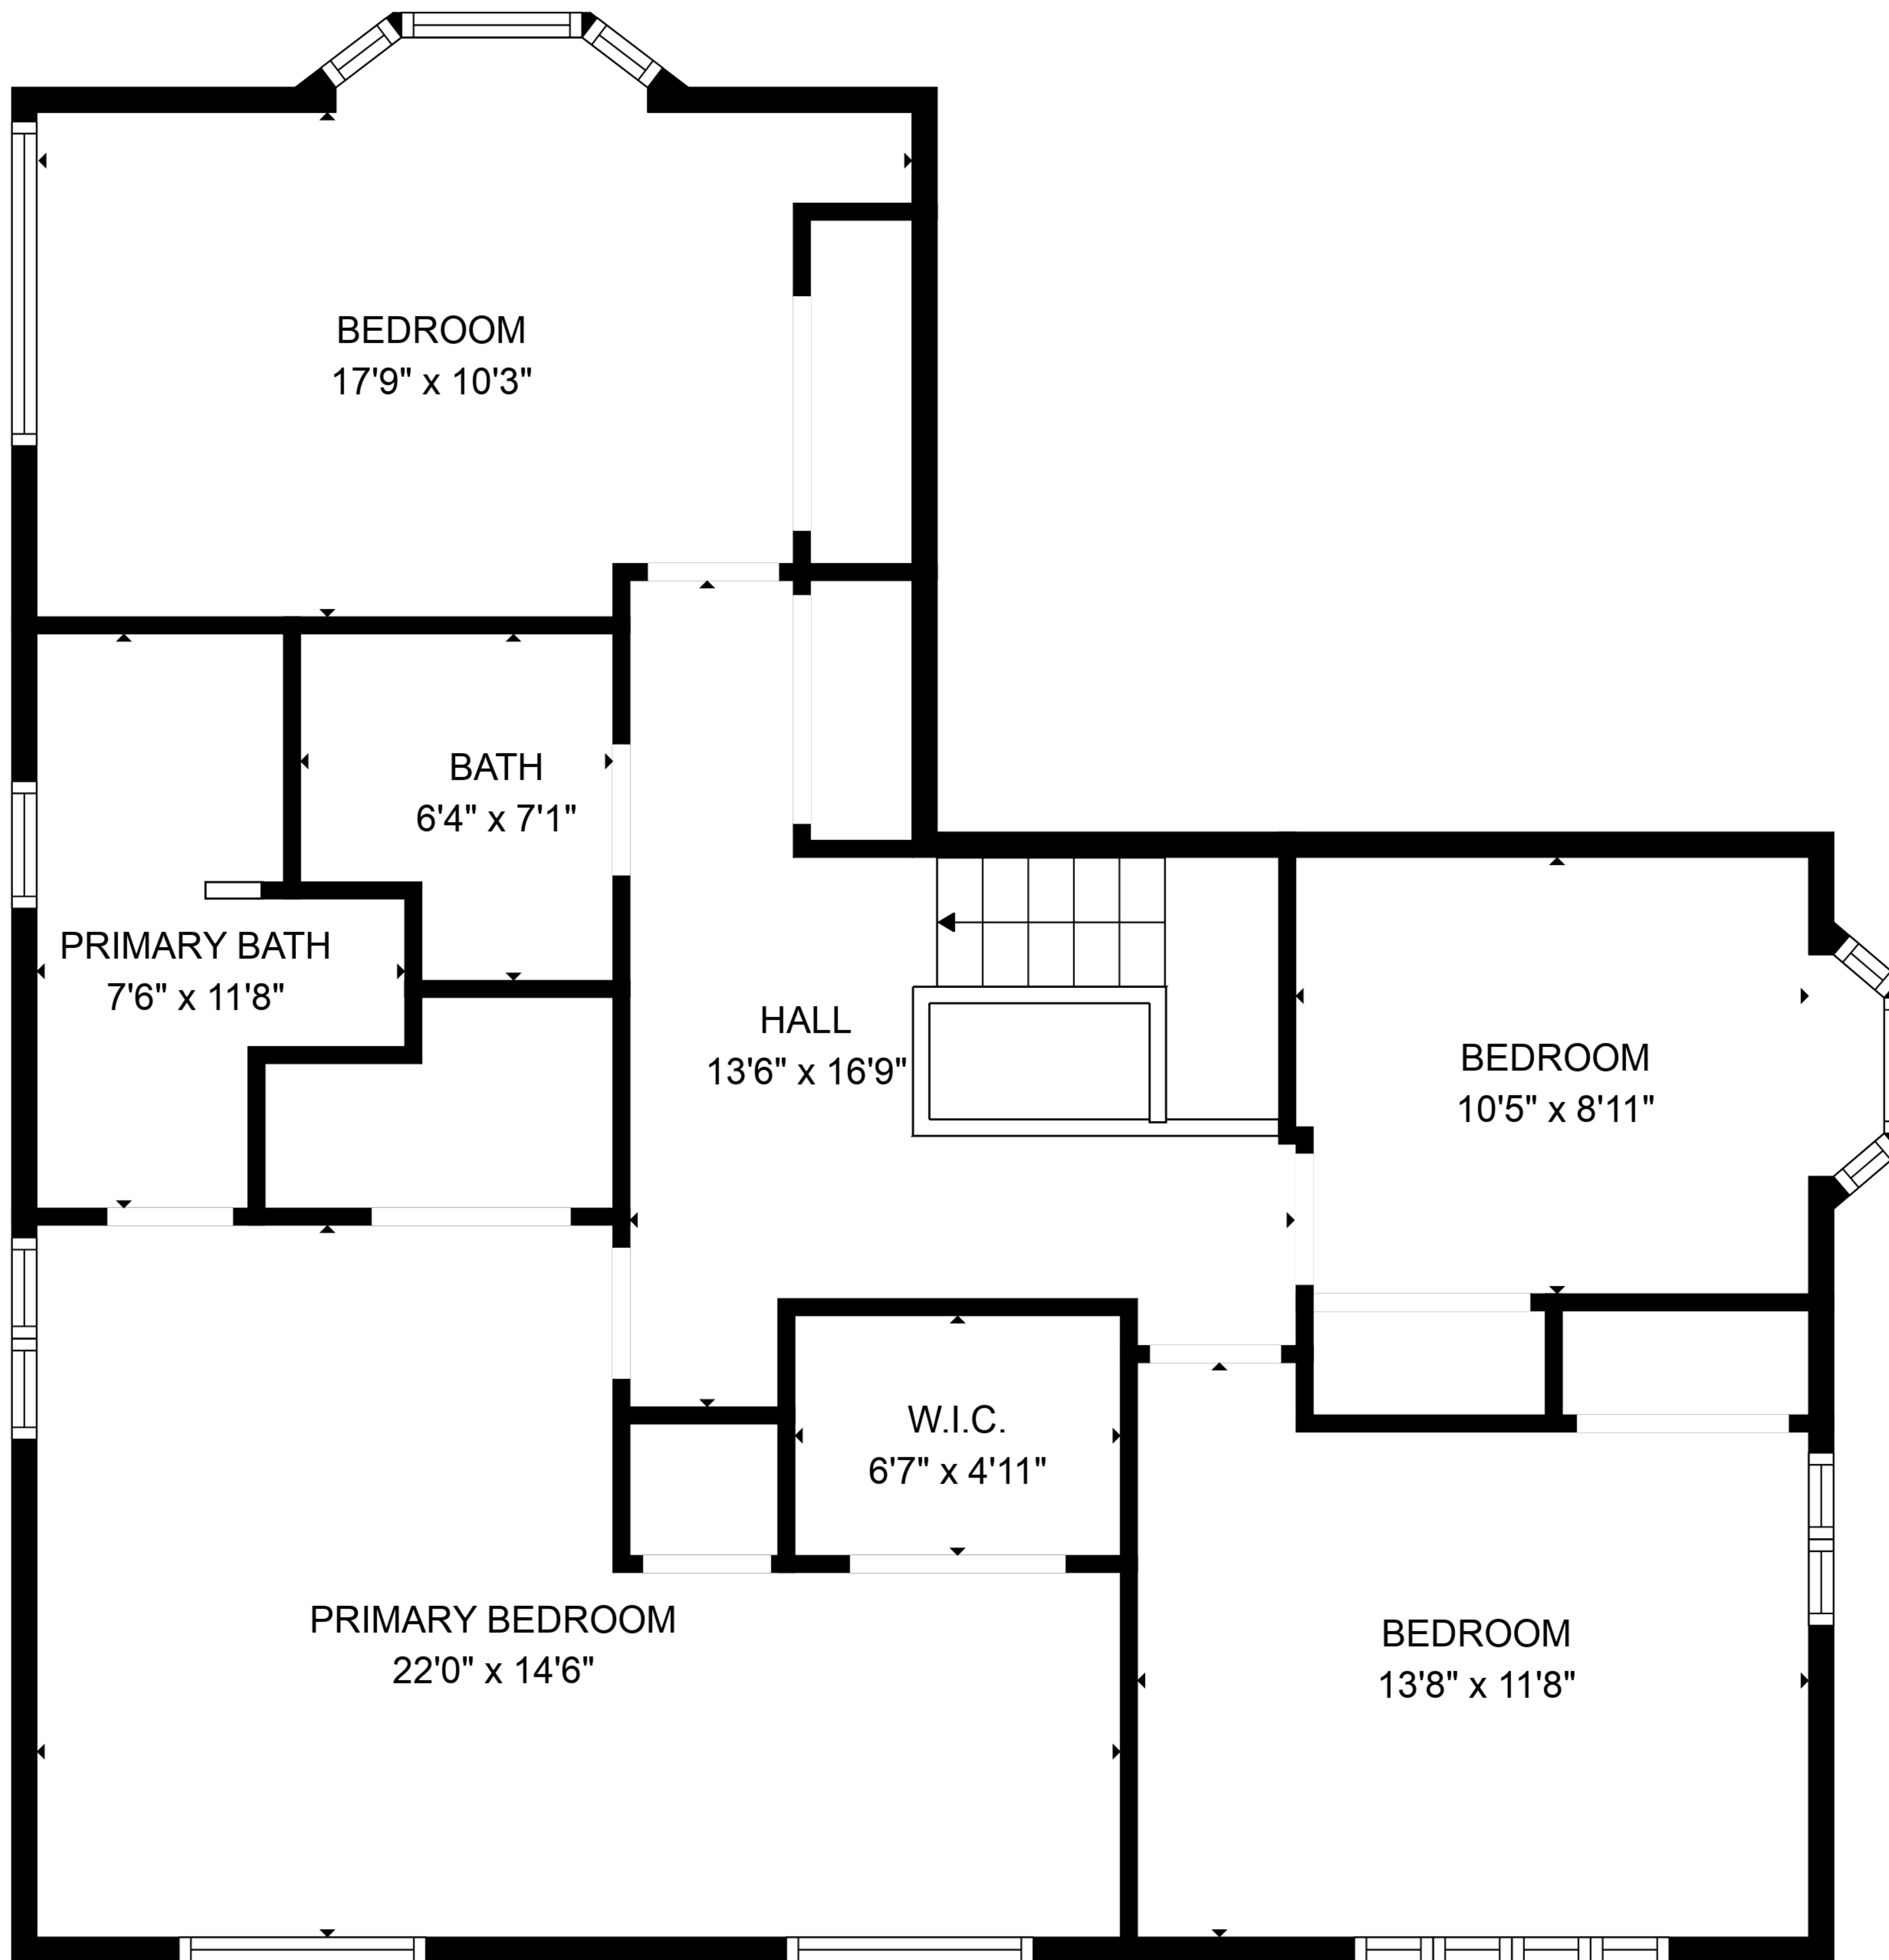 BEDROOM
17'9" x 10'3"
BATH
6'4" x 7'1"
PRIMARY BATH
7'6" x 11'8"
HALL
13'6" x 16'9"
BEDROOM
10'5" x 8'11"
W.I.C.
6'7" x 4'11"
PRIMARY BEDROOM
22'0" x 14'6"
BEDROOM
13'8" x 11'8"